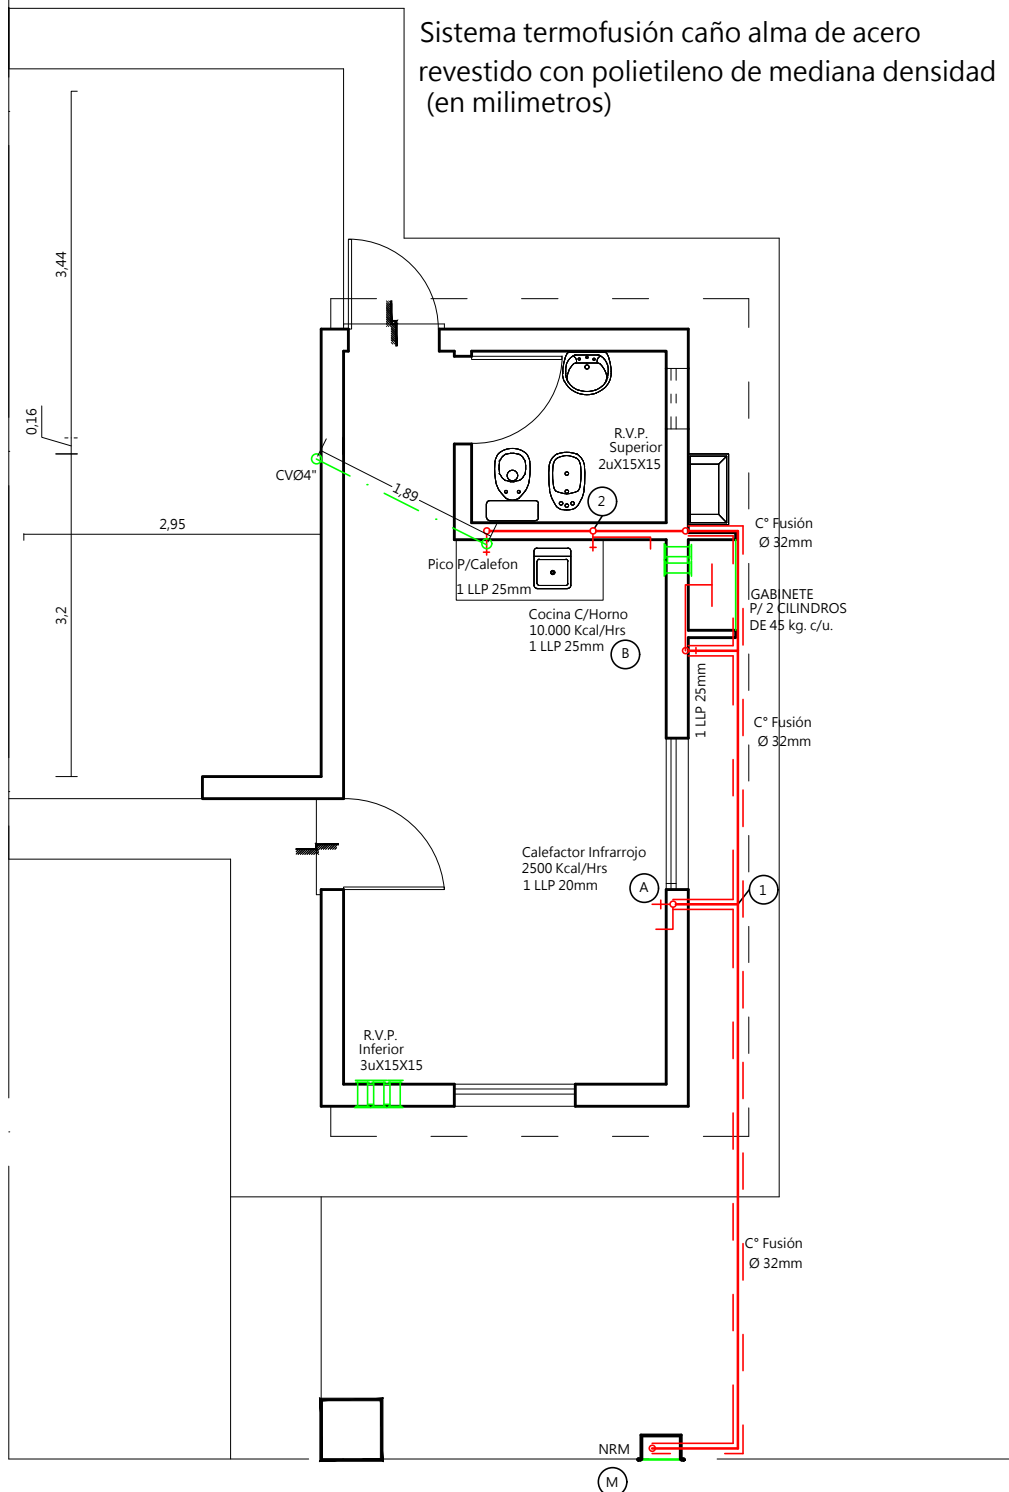 Sistema termofusión caño alma de acero
revestido con polietileno de mediana densidad
(en milimetros)
3,44
0,16
CVØ4"
1,89
2,95
3,2
R.V.P.
Superior
2uX15X15
2
C° Fusión
Ø 32mm
Pico P/Calefon
1 LLP 25mm
Cocina C/Horno
10.000 Kcal/Hrs
1 LLP 25mm
B
GABINETE
P/ 2 CILINDROS
DE 45 kg. c/u.
1 LLP 25mm
C° Fusión
Ø 32mm
Calefactor Infrarrojo
2500 Kcal/Hrs
1 LLP 20mm
A
1
R.V.P.
Inferior
3uX15X15
C° Fusión
Ø 32mm
NRM
M